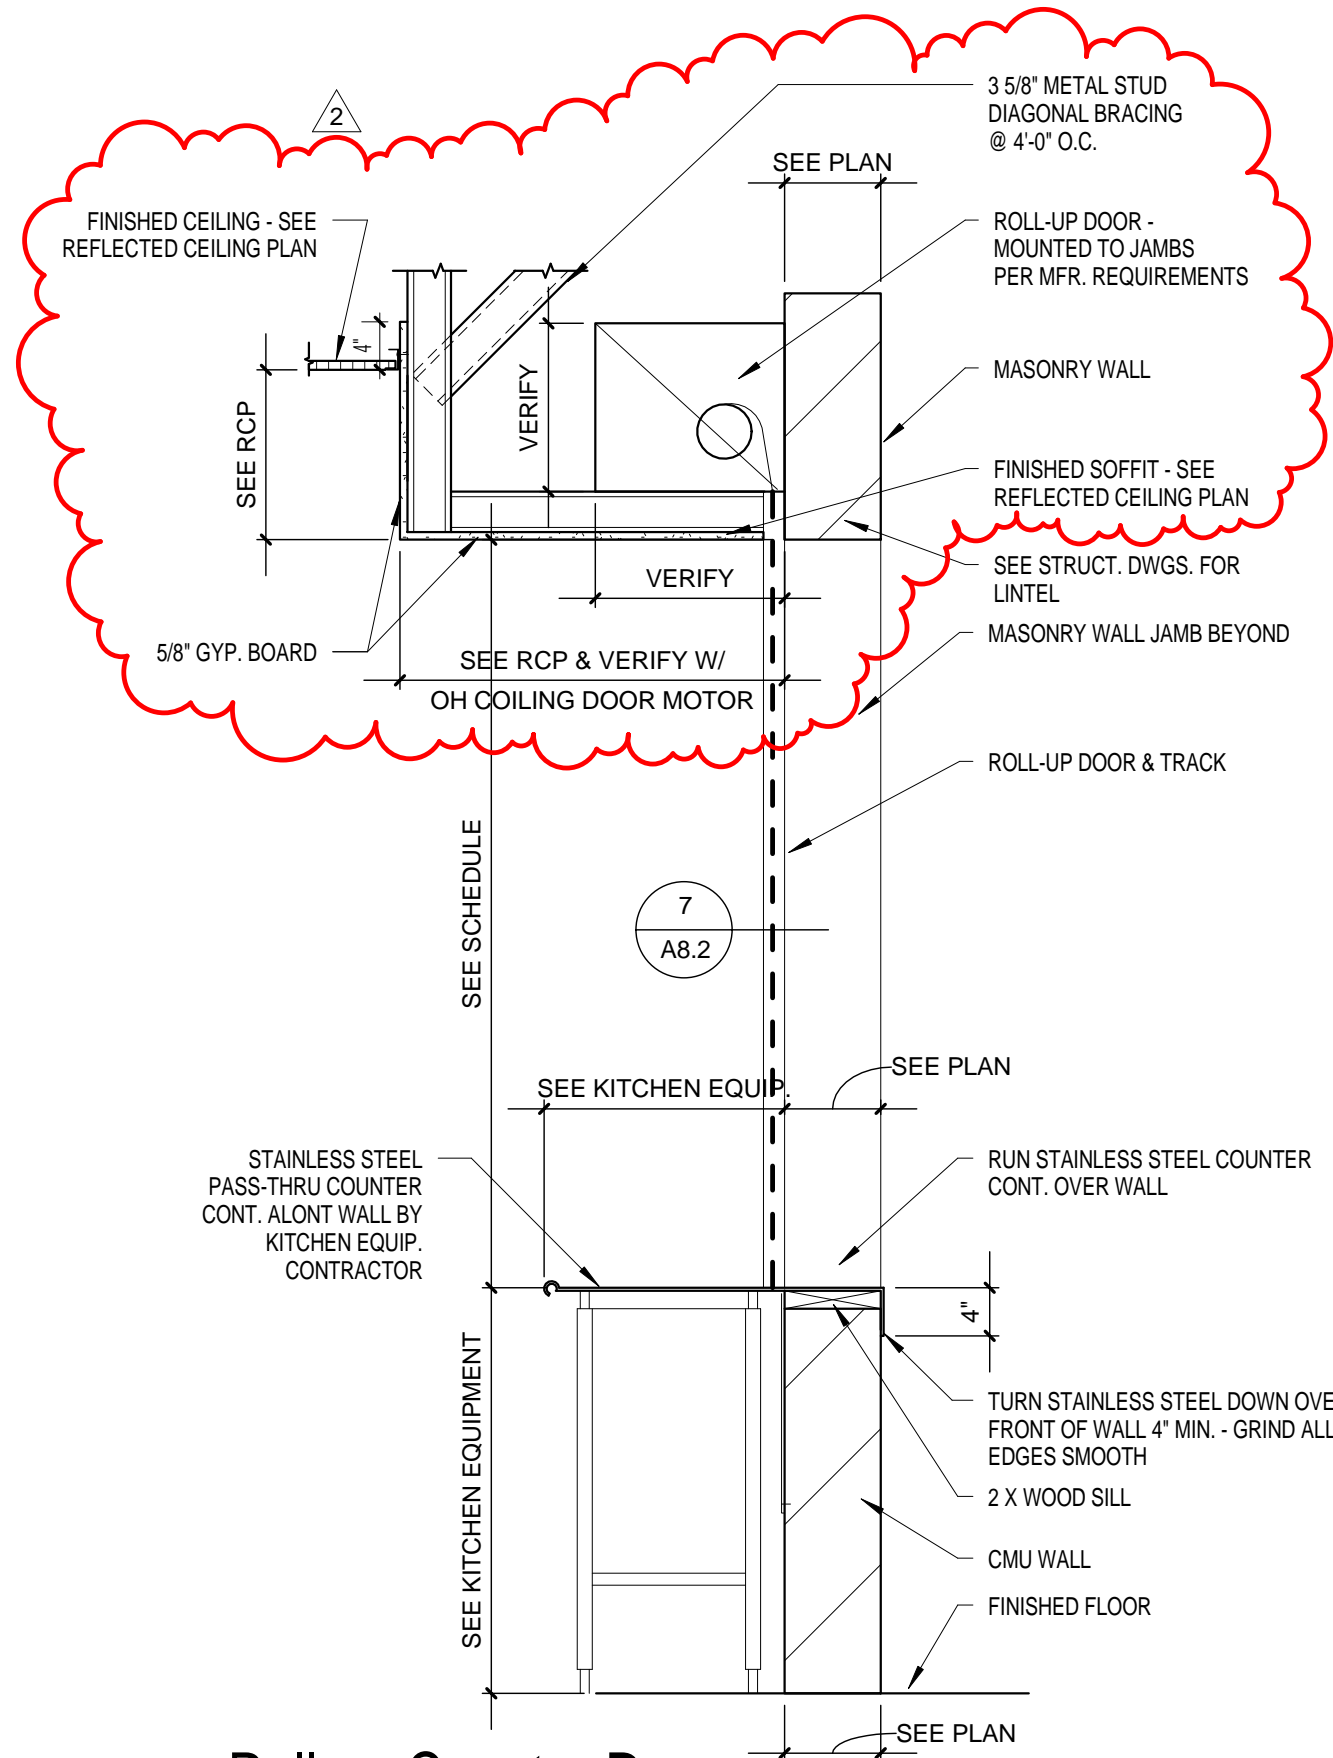 2
3 5/8" METAL STUD
DIAGONAL BRACING
@ 4'-0" O.C.
SEE PLAN
FINISHED CEILING - SEE
REFLECTED CEILING PLAN
ROLL-UP DOOR -
MOUNTED TO JAMBS
PER MFR. REQUIREMENTS
4"
VERIFY
MASONRY WALL
SEE RCP
FINISHED SOFFIT - SEE
REFLECTED CEILING PLAN
VERIFY
SEE STRUCT. DWGS. FOR
LINTEL
MASONRY WALL JAMB BEYOND
5/8" GYP. BOARD
SEE RCP & VERIFY W/
OH COILING DOOR MOTOR
ROLL-UP DOOR & TRACK
SEE SCHEDULE
7
A8.2
SEE PLAN
SEE KITCHEN EQUIP.
STAINLESS STEEL
PASS-THRU COUNTER
CONT. ALONT WALL BY
KITCHEN EQUIP.
CONTRACTOR
RUN STAINLESS STEEL COUNTER
CONT. OVER WALL
4"
SEE KITCHEN EQUIPMENT
TURN STAINLESS STEEL DOWN OVE
FRONT OF WALL 4" MIN. - GRIND ALL
EDGES SMOOTH
2 X WOOD SILL
CMU WALL
FINISHED FLOOR
SEE PLAN